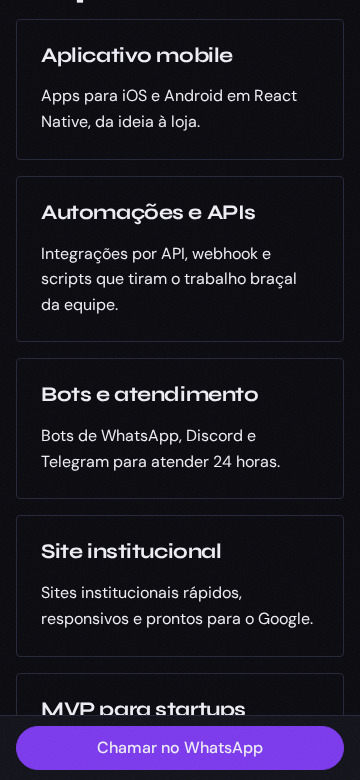 Aplicativo mobile
Apps para iOS e Android em React
Native, da ideia à loja.
Automações e APIs
Integrações por API, webhook e
scripts que tiram o trabalho braçal
da equipe.
Bots e atendimento
Bots de WhatsApp, Discord e
Telegram para atender 24 horas.
Site institucional
Sites institucionais rápidos,
responsivos e prontos para o Google.
MVP para startups
Chamar no WhatsApp